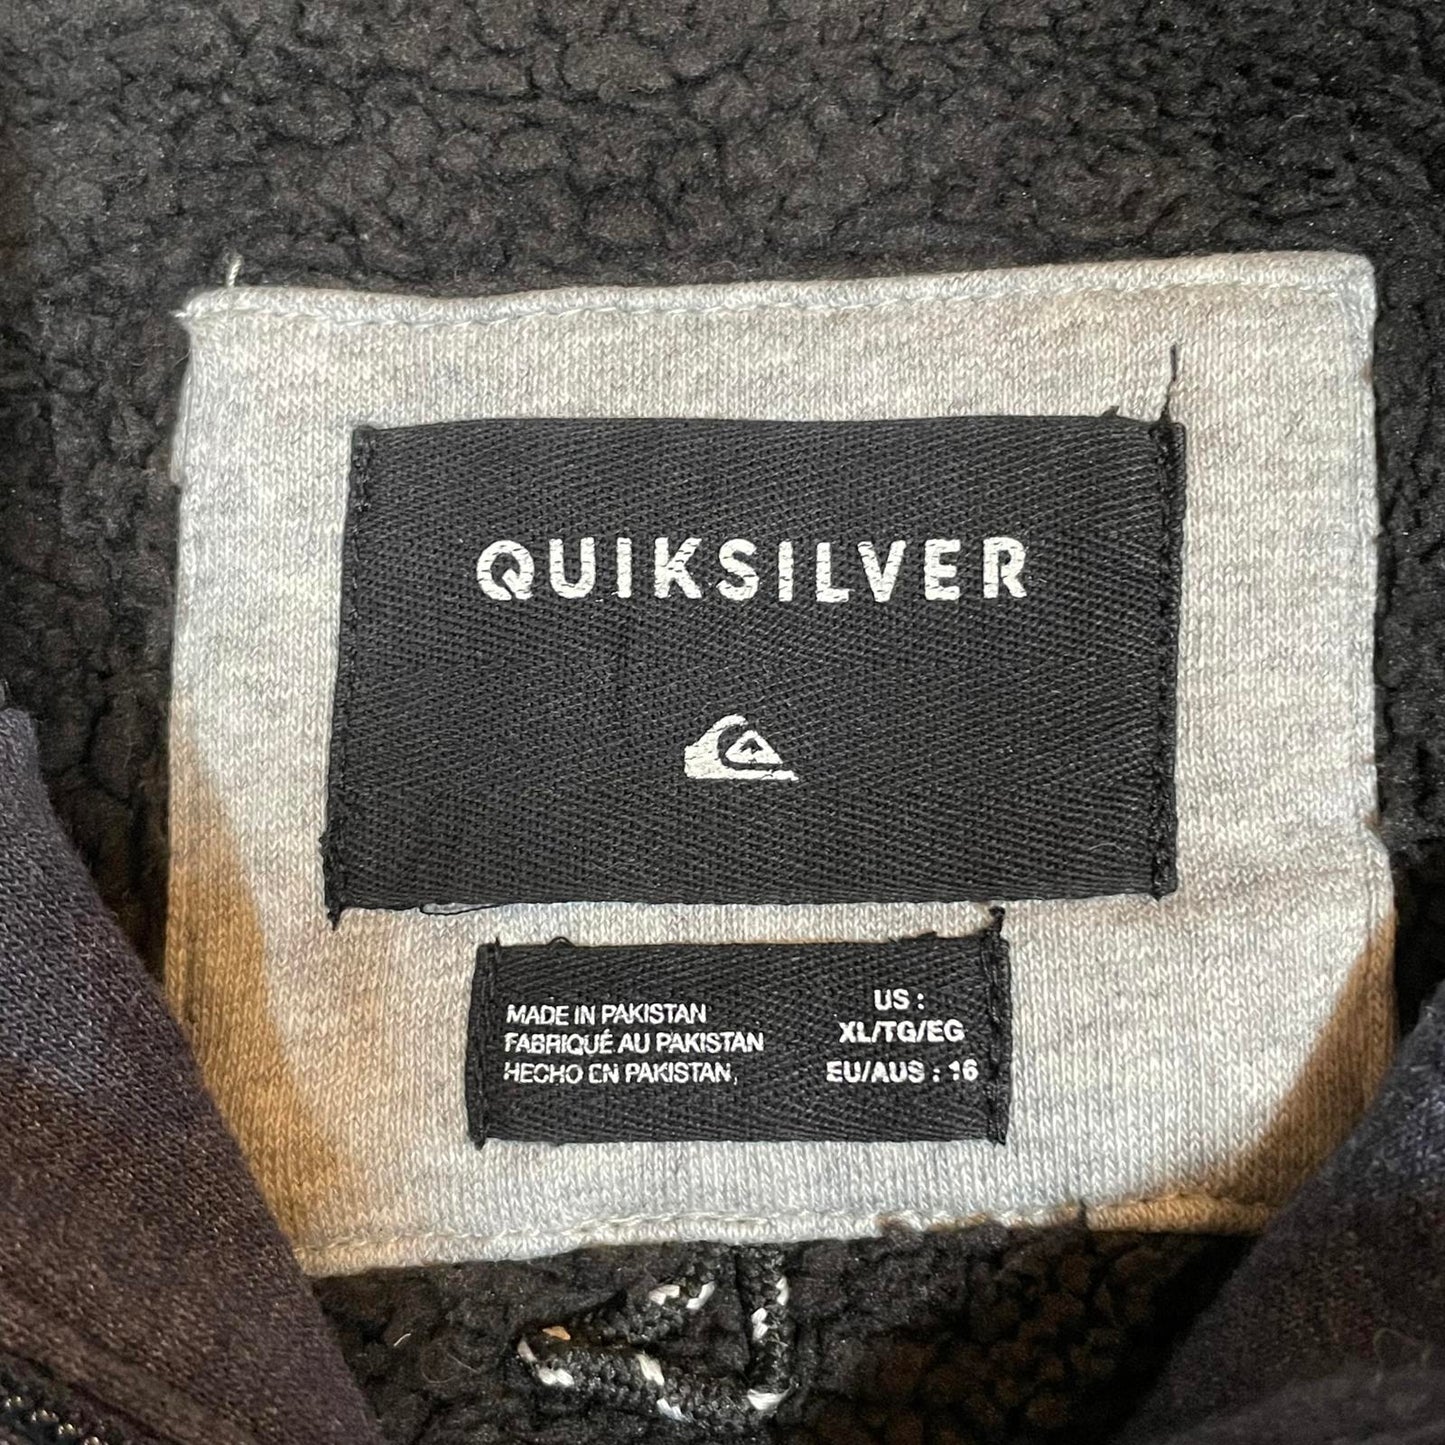 QUIKSILVER
MADE IN PAKISTAN
FABRIQUÉ AU PAKISTAN
HECHO EN PAKISTAN,
US :
XL/TG/EG
EU/AUS : 16